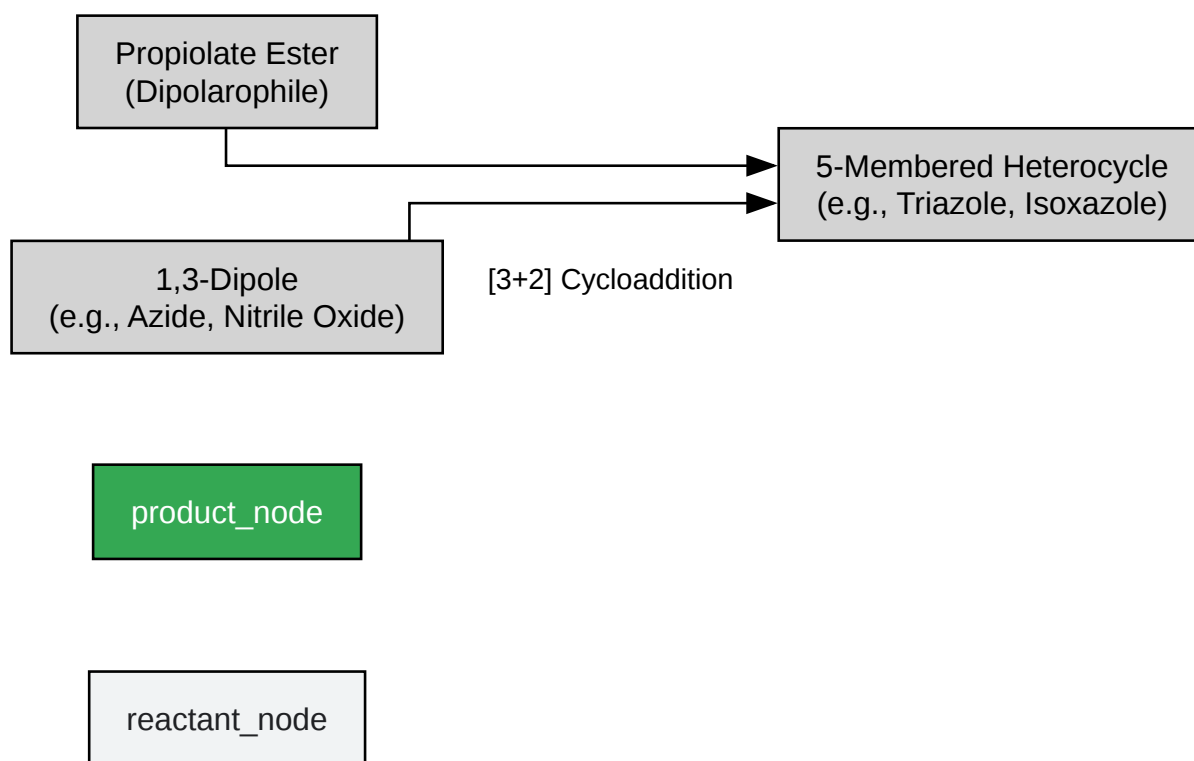 Propiolate Ester
(Dipolarophile)
5-Membered Heterocycle
(e.g., Triazole, Isoxazole)
1,3-Dipole
(e.g., Azide, Nitrile Oxide)
[3+2] Cycloaddition
product_node
reactant_node